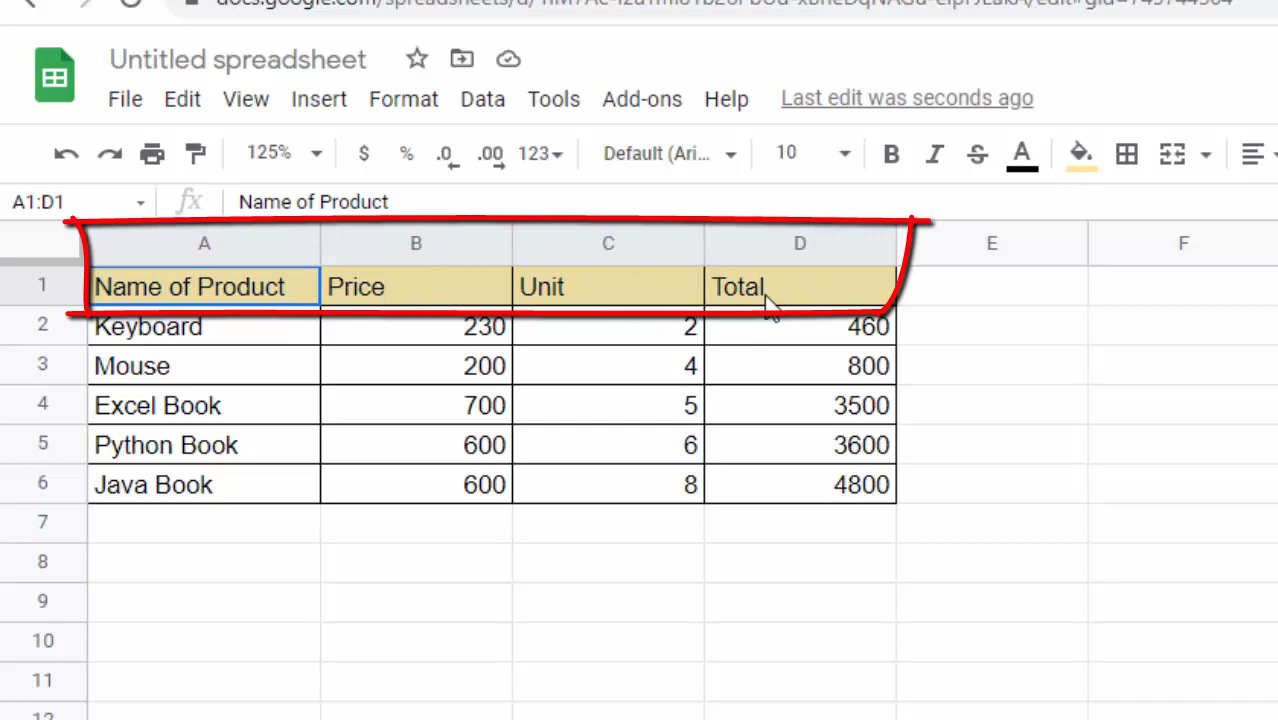 Untitled spreadsheet
File Edit View Insert Format Data Tools Add-ons Help Last edit was seconds ago
125% $ % .0 .00 123 Default (Ari... 10 B I S A
A1:D1 fx Name of Product
A B C D E F
1 Name of Product Price Unit Total
2 Keyboard 230 2 460
3 Mouse 200 4 800
4 Excel Book 700 5 3500
5 Python Book 600 6 3600
6 Java Book 600 8 4800
7
8
9
10
11
12